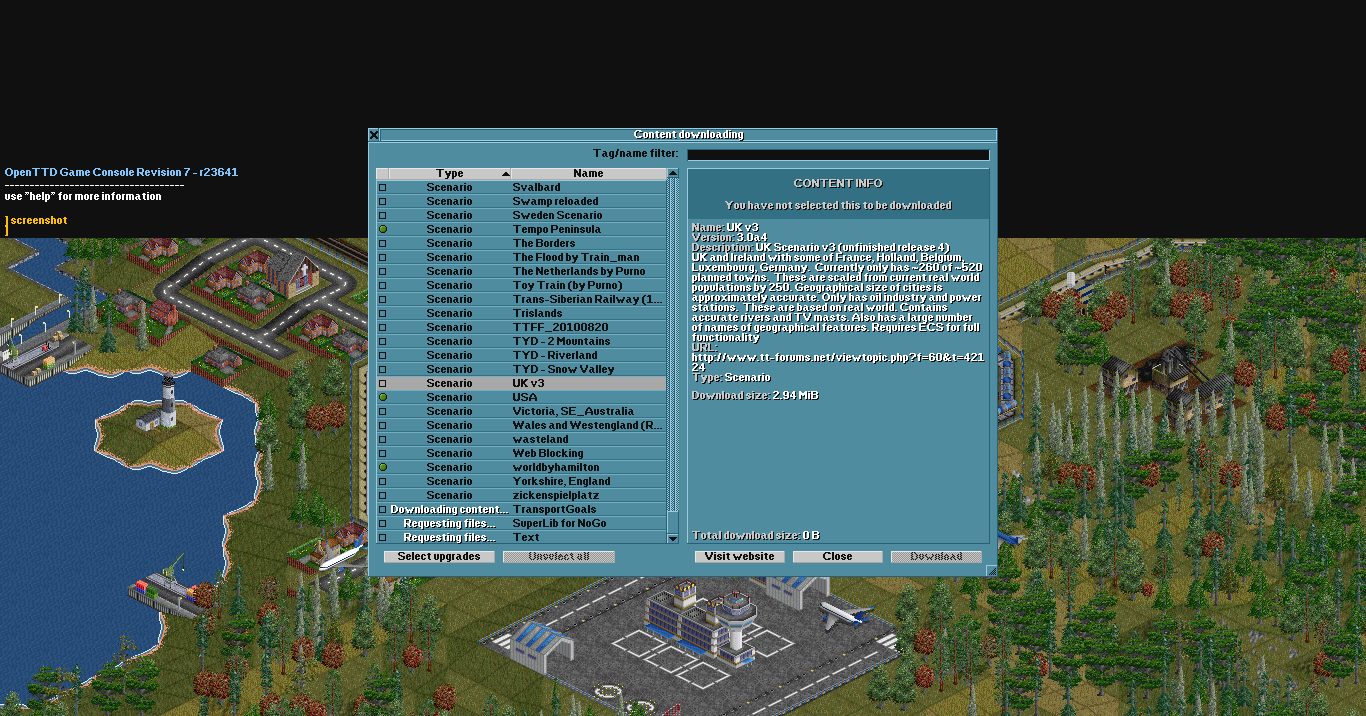 Content downloading
Tag/name filter:
OpenTTD Game Console Revision 7 - r23641
------------------------------------
use "help" for more information
] screenshot
]
Type Name
Scenario Svalbard
Scenario Swamp reloaded
Scenario Sweden Scenario
Scenario Tempo Peninsula
Scenario The Borders
Scenario The Flood by Train_man
Scenario The Netherlands by Purno
Scenario Toy Train (by Purno)
Scenario Trans-Siberian Railway (1...
Scenario Trislands
Scenario TTFF_20100820
Scenario TYD - 2 Mountains
Scenario TYD - Riverland
Scenario TYD - Snow Valley
Scenario UK v3
Scenario USA
Scenario Victoria, SE_Australia
Scenario Wales and Westengland (R...
Scenario wasteland
Scenario Web Blocking
Scenario worldbyhamilton
Scenario Yorkshire, England
Scenario zickenspielplatz
Downloading content... TransportGoals
Requesting files... SuperLib for NoGo
Requesting files... Text
CONTENT INFO
You have not selected this to be downloaded
Name: UK v3
Version: 3.0a4
Description: UK Scenario v3 (unfinished release 4)
UK and Ireland with some of France, Holland, Belgium,
Luxembourg, Germany. Currently only has ~260 of ~520
planned towns. These are scaled from current real world
populations by 250. Geographical size of cities is
approximately accurate. Only has oil industry and power
stations. These are based on real world. Contains
accurate rivers and TV masts. Also has a large number
of names of geographical features. Requires ECS for full
functionality
URL:
http://www.tt-forums.net/viewtopic.php?f=60&t=421
24
Type: Scenario
Download size: 2.94 MiB
Total download size: 0 B
Select upgrades
Unselect all
Visit website
Close
Download